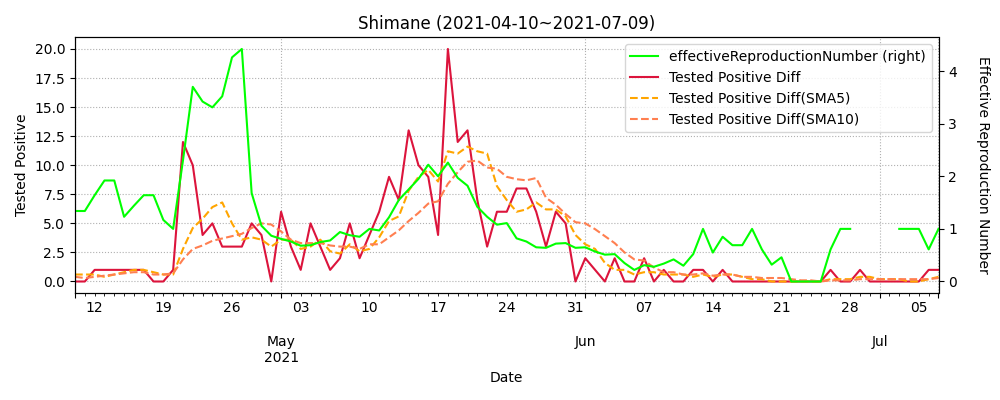 Shimane (2021-04-10~2021-07-09)
effectiveReproductionNumber (right)
Tested Positive Diff
Tested Positive Diff(SMA5)
Tested Positive Diff(SMA10)
Tested Positive
20.0
17.5
15.0
12.5
10.0
7.5
5.0
2.5
0.0
4
3
2
1
0
Effective Reproduction Number
12 19 26 03 10 17 24 31 07 14 21 28 05
May Jun Jul
2021
Date